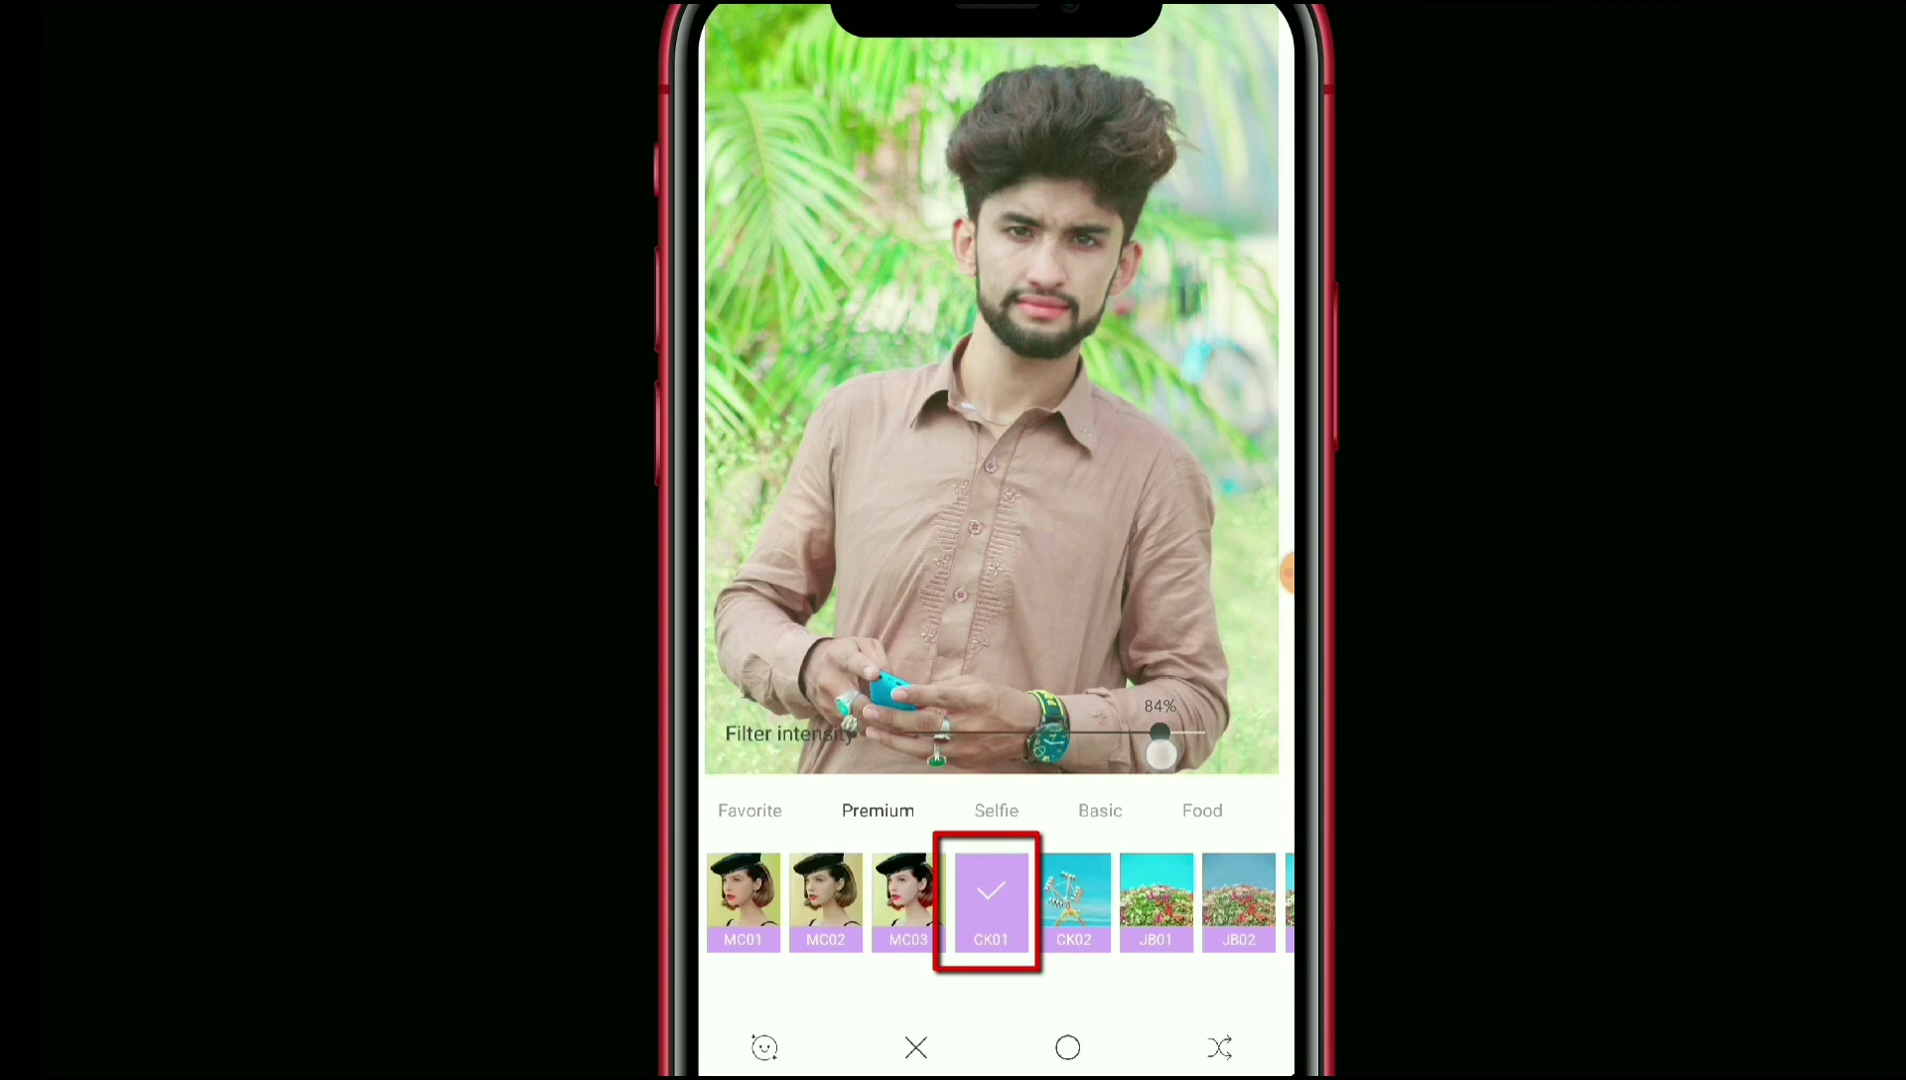 84%
Filter intensity
Favorite Premium Selfie Basic Food
MC01 MC02 MC03 CK01 CK02 JB01 JB02